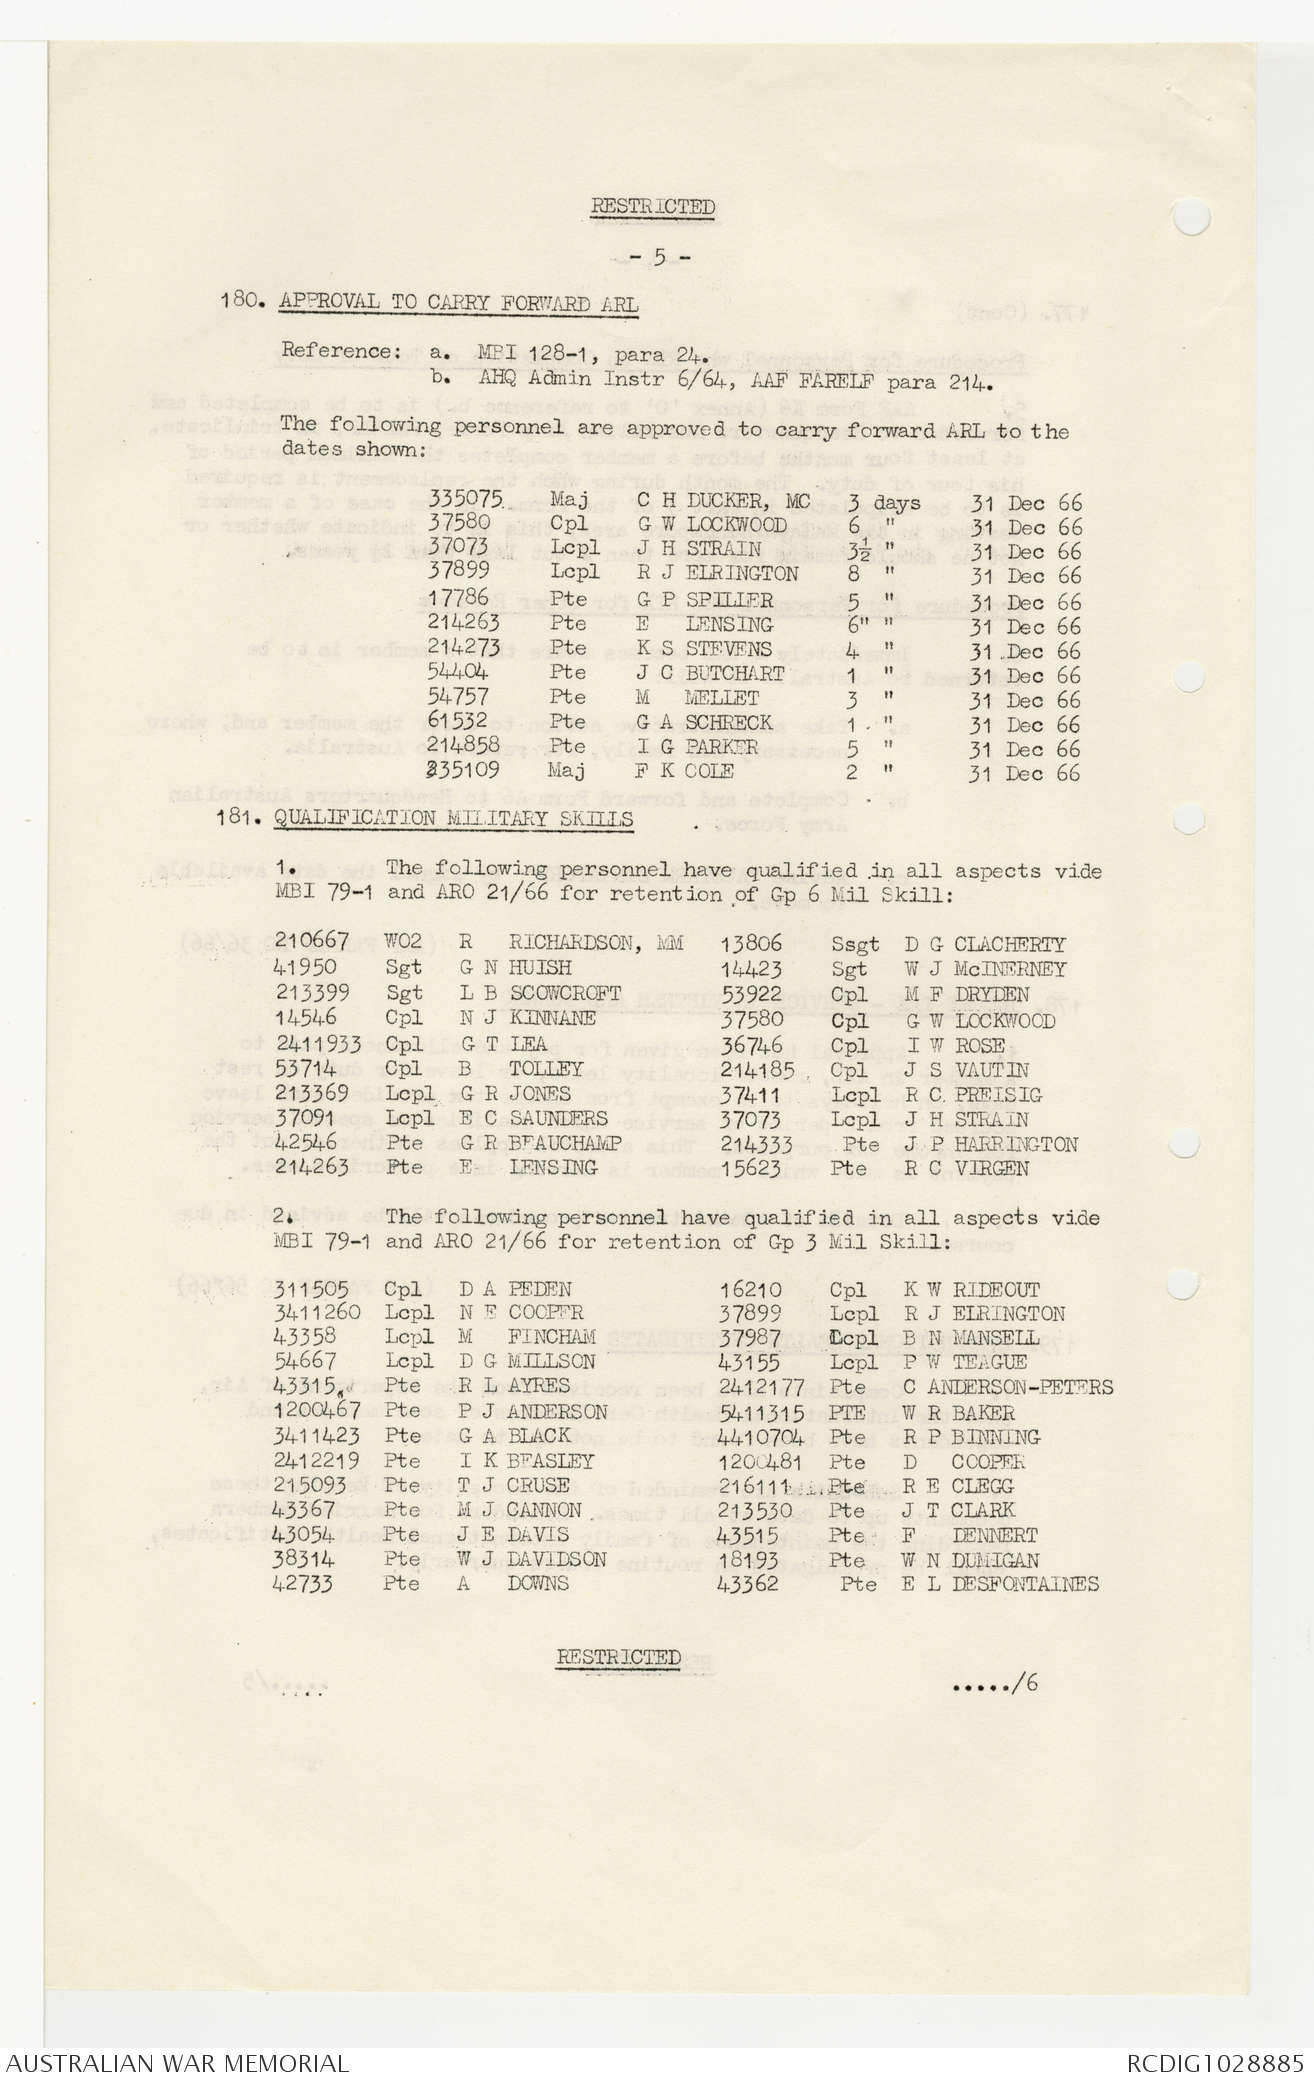 RESTRICTED
- 5 -
180. APPROVAL TO CARRY FORWARD ARL
Reference: a. MBI 128-1, para 24.
b. AHQ Admin Instr 6/64, AAF FARELF para 214.
The following personnel are approved to carry forward ARL to the
dates shown:
335075 Maj C H DUCKER, MC 3 days 31 Dec 66
37580 Cpl G W LOCKWOOD 6 " 31 Dec 66
37073 Lcpl J H STRAIN 3½ " 31 Dec 66
37899 Lcpl R J ELRINGTON 8 " 31 Dec 66
17786 Pte G P SPILLER 5 " 31 Dec 66
214263 Pte E LENSING 6" " 31 Dec 66
214273 Pte K S STEVENS 4 " 31 Dec 66
54404 Pte J C BUTCHART 1 " 31 Dec 66
54757 Pte M MELLET 3 " 31 Dec 66
61532 Pte G A SCHRECK 1 " 31 Dec 66
214858 Pte I G PARKER 5 " 31 Dec 66
235109 Maj F K COLE 2 " 31 Dec 66
181. QUALIFICATION MILITARY SKILLS
1. The following personnel have qualified in all aspects vide
MBI 79-1 and ARO 21/66 for retention of Gp 6 Mil Skill:
210667 WO2 R RICHARDSON, MM 13806 Ssgt D G CLACHERTY
41950 Sgt G N HUISH 14423 Sgt W J McINERNEY
213399 Sgt L B SCOWCROFT 53922 Cpl M F DRYDEN
14546 Cpl N J KINNANE 37580 Cpl G W LOCKWOOD
2411933 Cpl G T LEA 36746 Cpl I W ROSE
53714 Cpl B TOLLEY 214185 Cpl J S VAUTIN
213369 Lcpl G R JONES 37411 Lcpl R C PREISIG
37091 Lcpl E C SAUNDERS 37073 Lcpl J H STRAIN
42546 Pte G R BEAUCHAMP 214333 Pte J P HARRINGTON
214263 Pte E LENSING 15623 Pte R C VIRGEN
2. The following personnel have qualified in all aspects vide
MBI 79-1 and ARO 21/66 for retention of Gp 3 Mil Skill:
311505 Cpl D A PEDEN 16210 Cpl K W RIDEOUT
3411260 Lcpl N E COOPER 37899 Lcpl R J ELRINGTON
43358 Lcpl M FINCHAM 37987 Lcpl B N MANSELL
54667 Lcpl D G MILLSON 43155 Lcpl P W TEAGUE
43315 Pte R L AYRES 2412177 Pte C ANDERSON-PETERS
1200467 Pte P J ANDERSON 5411315 PTE W R BAKER
3411423 Pte G A BLACK 4410704 Pte R P BINNING
2412219 Pte I K BEASLEY 1200481 Pte D COOPER
215093 Pte T J CRUSE 216111 Pte R E CLEGG
43367 Pte M J CANNON 213530 Pte J T CLARK
43054 Pte J E DAVIS 43515 Pte F DENNERT
38314 Pte W J DAVIDSON 18193 Pte W N DUMIGAN
42733 Pte A DOWNS 43362 Pte E L DESFONTAINES
RESTRICTED
...../6
AUSTRALIAN WAR MEMORIAL RCDIG1028885